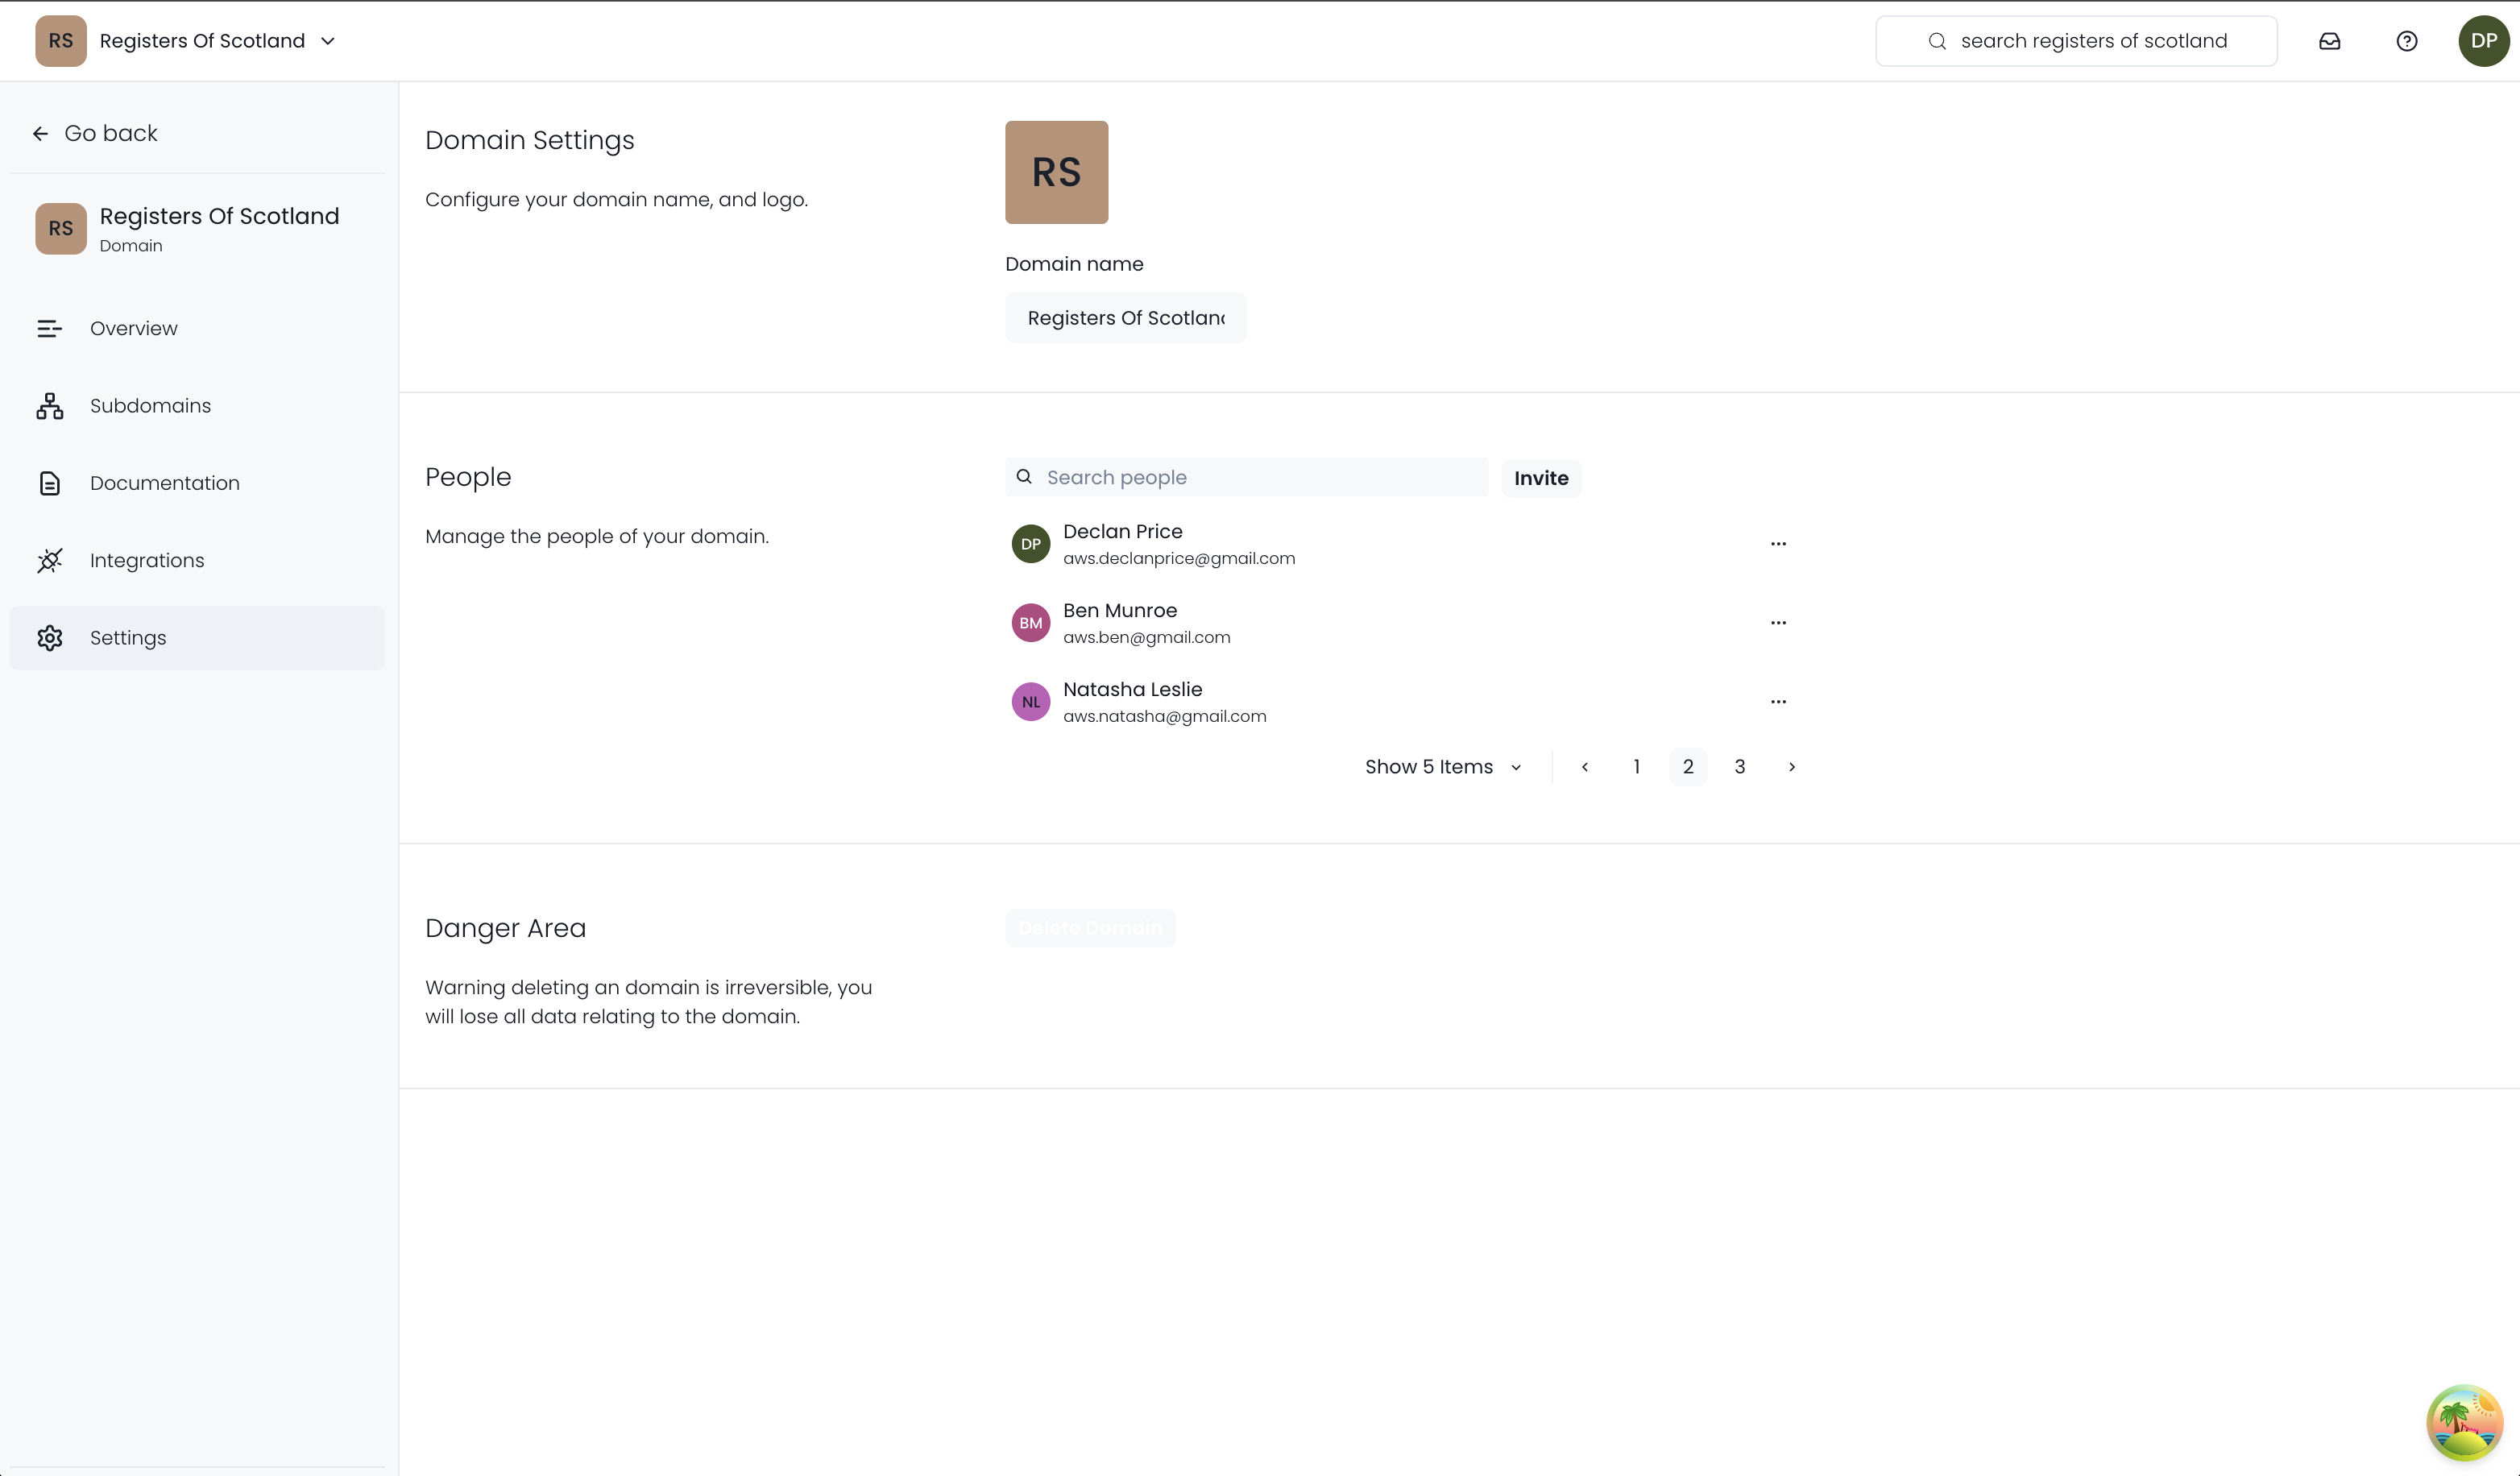 RS Registers Of Scotland
search registers of scotland
DP
Go back
RS
Registers Of Scotland
Domain
Overview
Subdomains
Documentation
Integrations
Settings
Domain Settings
Configure your domain name, and logo.
RS
Domain name
Registers Of Scotland
People
Manage the people of your domain.
Search people
Invite
DP
Declan Price
aws.declanprice@gmail.com
BM
Ben Munroe
aws.ben@gmail.com
NL
Natasha Leslie
aws.natasha@gmail.com
Show 5 Items
1 2 3
Danger Area
Warning deleting an domain is irreversible, you
will lose all data relating to the domain.
Delete Domain